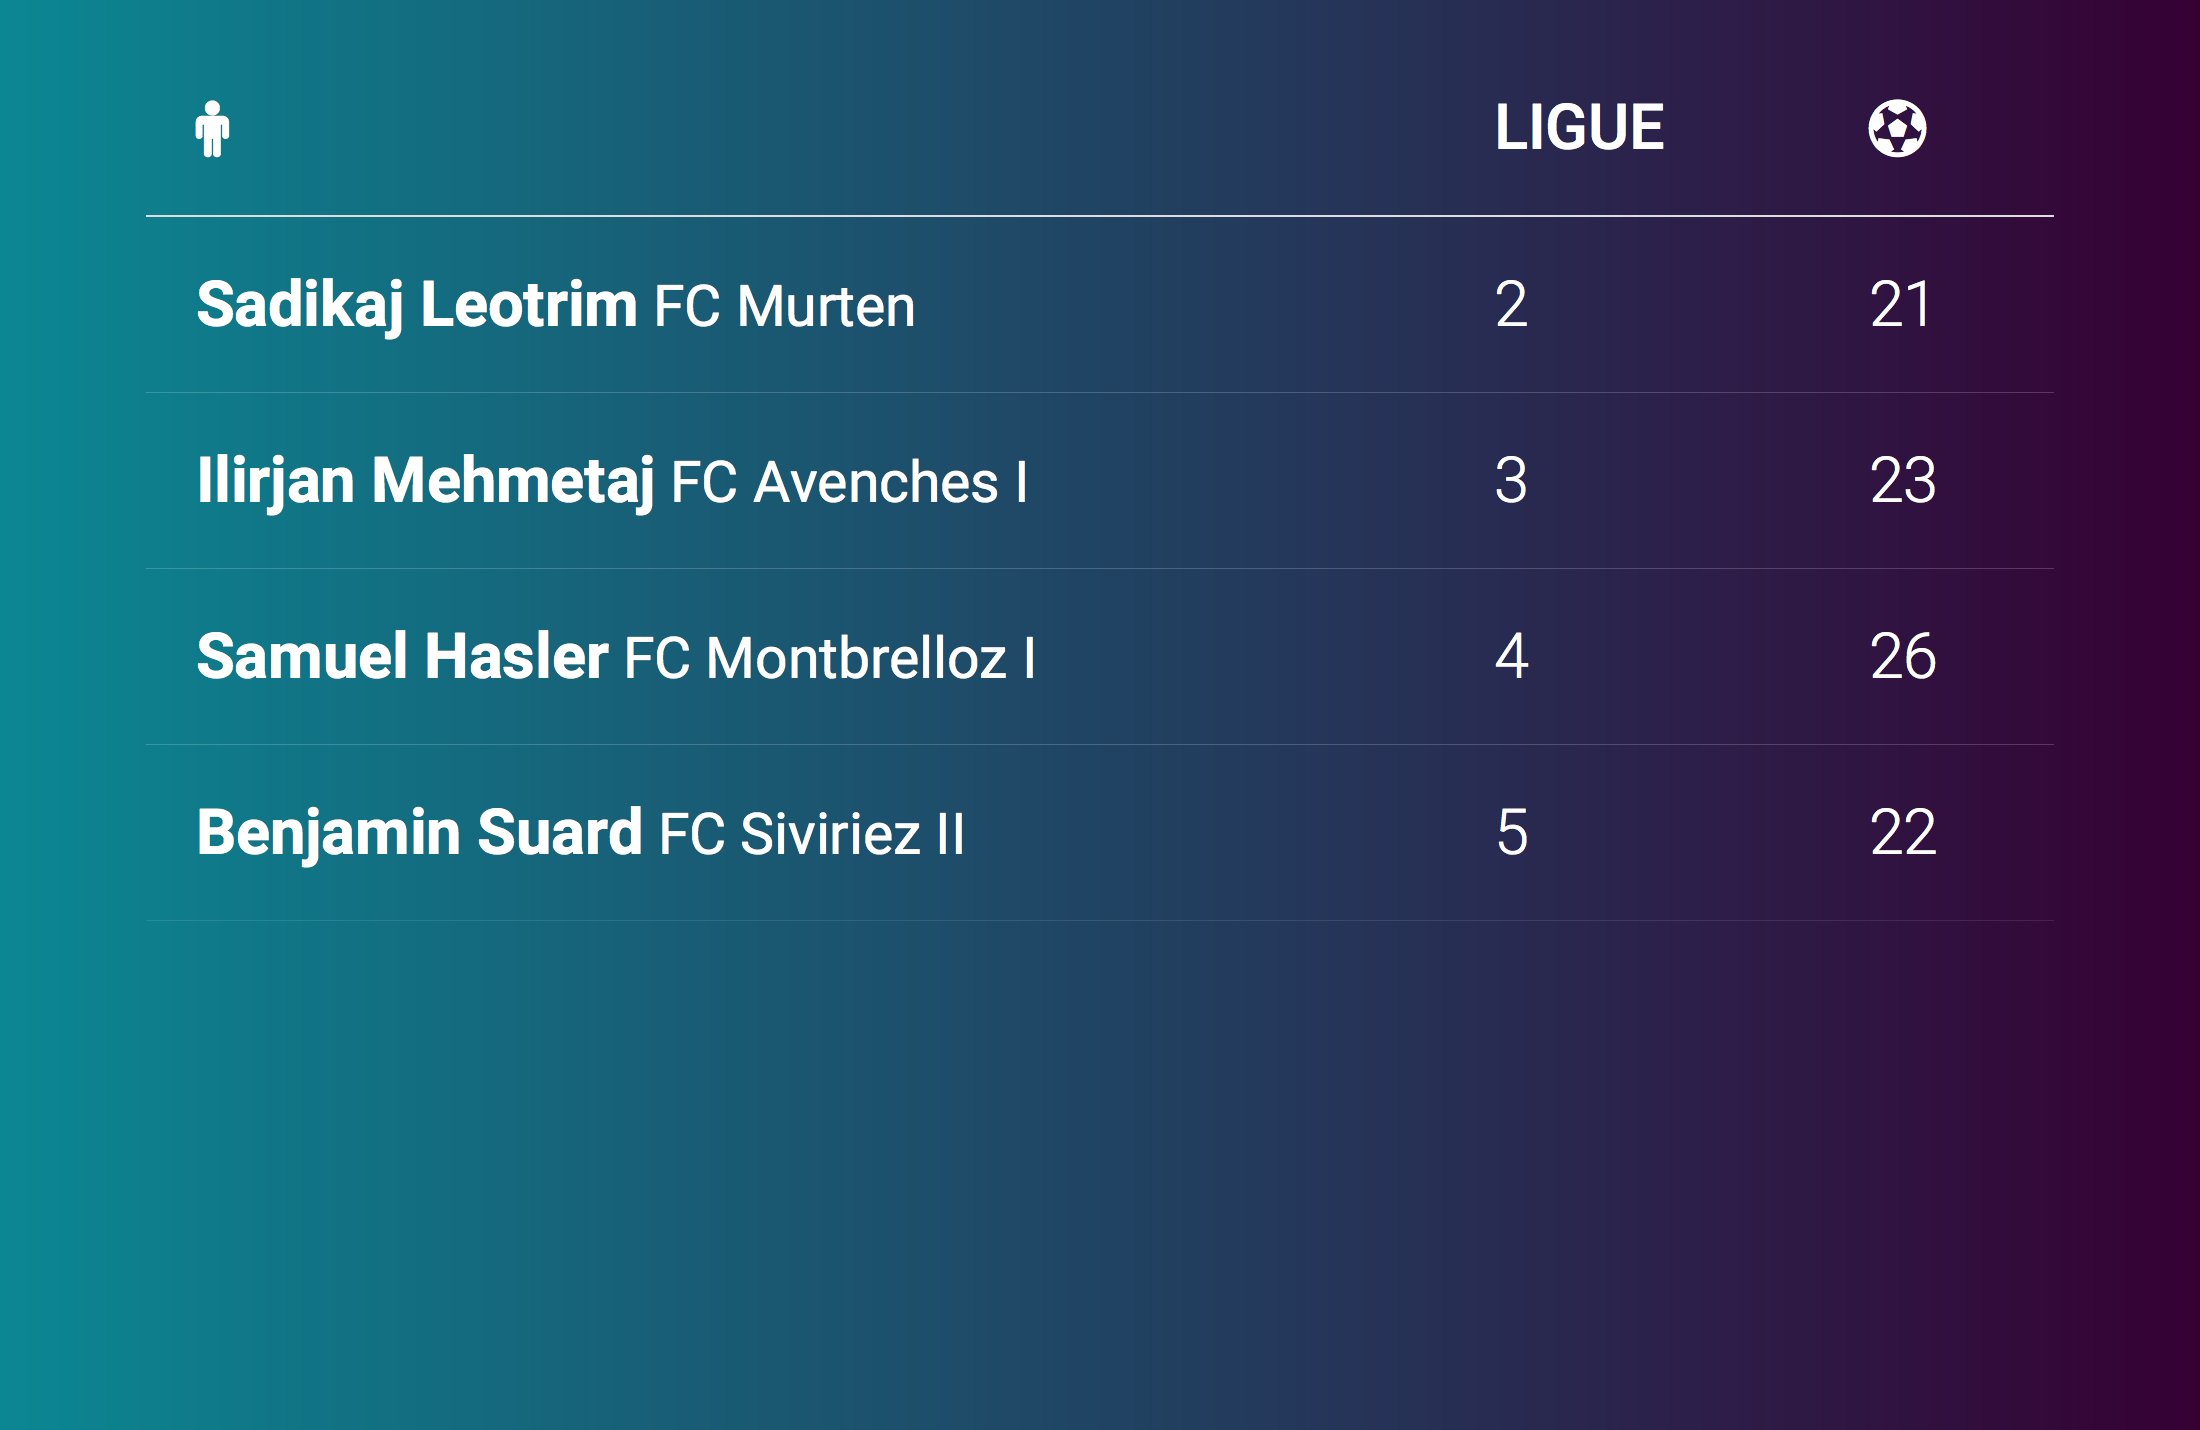 LIGUE
Sadikaj Leotrim FC Murten 2 21
Ilirjan Mehmetaj FC Avenches I 3 23
Samuel Hasler FC Montbrelloz I 4 26
Benjamin Suard FC Siviriez II 5 22